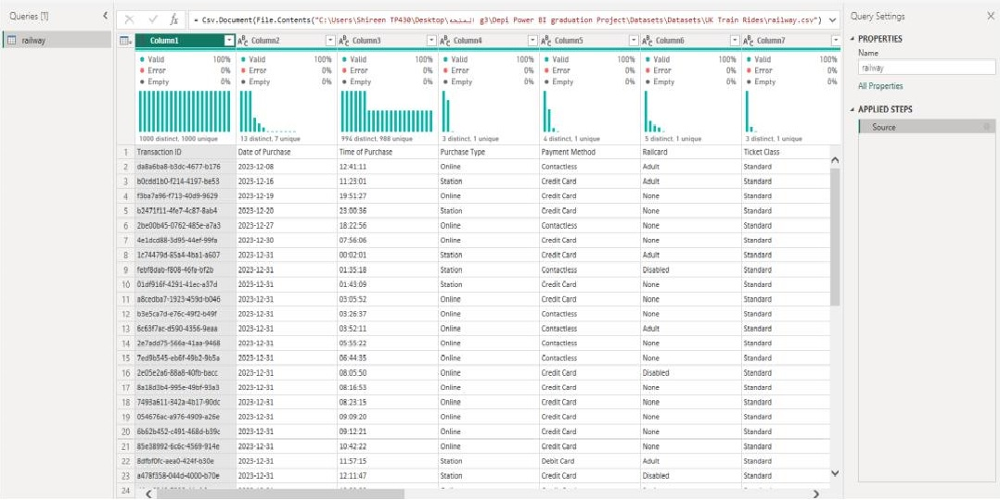 Queries [1]
railway
= Csv.Document(File.Contents("C:\Users\Shireen TP430\Desktop\المنحة g3\Depi Power BI graduation Project\Datasets\Datasets\UK Train Rides\railway.csv")
Query Settings
PROPERTIES
Name
railway
All Properties
APPLIED STEPS
Source
Column1 Column2 Column3 Column4 Column5 Column6 Column7
Valid 100% Valid 100% Valid 100% Valid 100% Valid 100% Valid 100% Valid 100%
Error 0% Error 0% Error 0% Error 0% Error 0% Error 0% Error 0%
Empty 0% Empty 0% Empty 0% Empty 0% Empty 0% Empty 0% Empty 0%
1000 distinct, 1000 unique 13 distinct, 7 unique 994 distinct, 988 unique 3 distinct, 1 unique 4 distinct, 1 unique 5 distinct, 1 unique 3 distinct, 1 unique
1 Transaction ID Date of Purchase Time of Purchase Purchase Type Payment Method Railcard Ticket Class
2 da8a6ba8-b3dc-4677-b176 2023-12-08 12:41:11 Online Contactless Adult Standard
3 b0cdd1b0-f214-4197-be53 2023-12-16 11:23:01 Station Credit Card Adult Standard
4 f3ba7a96-f713-40d9-9629 2023-12-19 19:51:27 Online Credit Card None Standard
5 b2471f11-4fe7-4c87-8ab4 2023-12-20 23:00:36 Station Credit Card None Standard
6 2be00b45-0762-485e-a7a3 2023-12-27 18:22:56 Online Contactless None Standard
7 4e1dcd88-3d95-44ef-99fa 2023-12-30 07:56:06 Online Credit Card None Standard
8 1c74479d-85a4-4ba1-a607 2023-12-31 00:02:01 Station Credit Card Adult Standard
9 febf8dab-f808-46fa-bf2b 2023-12-31 01:35:18 Station Contactless Disabled Standard
10 01df916f-4291-41ec-a37d 2023-12-31 01:43:09 Station Credit Card None Standard
11 a8cedba7-1923-459d-b046 2023-12-31 03:05:52 Online Credit Card None Standard
12 b3e5ca7d-e76c-49f2-b49f 2023-12-31 03:26:37 Online Contactless None Standard
13 6c63f7ac-d590-4356-9eaa 2023-12-31 03:52:11 Online Contactless Adult Standard
14 2e7add75-566a-41aa-9468 2023-12-31 05:55:22 Online Contactless None Standard
15 7ed9b545-eb6f-49b2-9b5a 2023-12-31 06:44:35 Online Contactless None Standard
16 2e05e2a6-88a8-40fb-bacc 2023-12-31 08:05:50 Online Credit Card Disabled Standard
17 8a18d3b4-995e-49bf-93a3 2023-12-31 08:16:53 Online Credit Card None Standard
18 7493a611-342a-4b17-90dc 2023-12-31 08:23:15 Online Credit Card None Standard
19 054676ac-a976-4909-a26e 2023-12-31 09:09:20 Online Credit Card None Standard
20 6b62b452-c491-468d-b39c 2023-12-31 09:12:21 Online Credit Card None Standard
21 85e38992-6c6c-4569-914e 2023-12-31 10:42:22 Online Credit Card None Standard
22 8dfbf0fc-aea0-424f-b30e 2023-12-31 11:57:15 Station Debit Card Adult Standard
23 a478f358-044d-4000-b70e 2023-12-31 12:11:47 Station Credit Card Disabled Standard
24